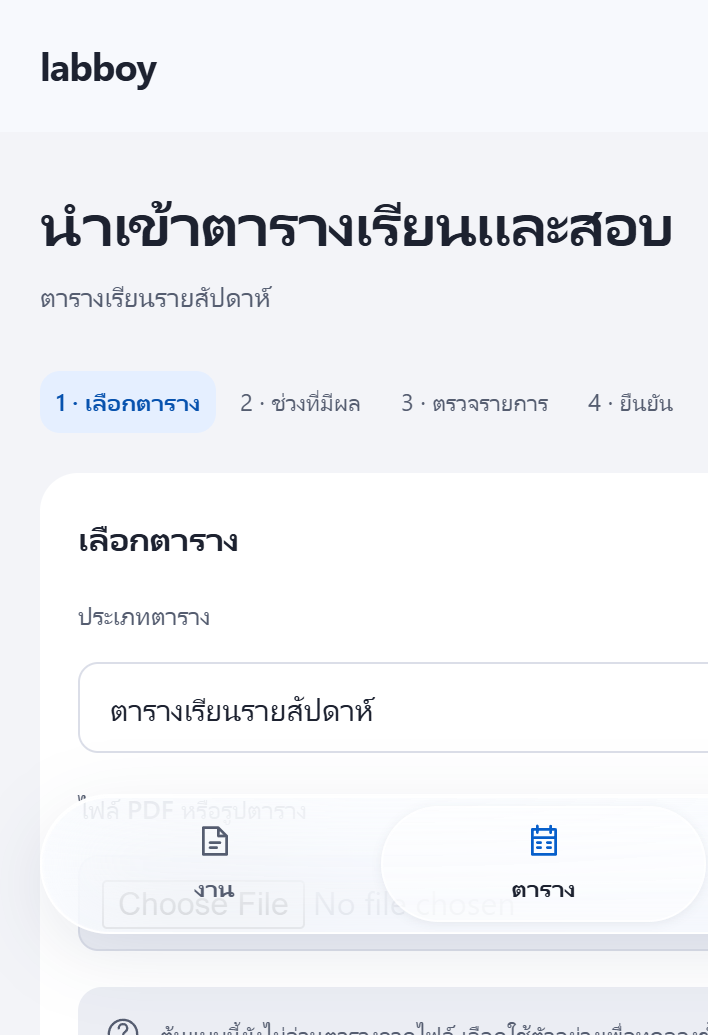 labboy
นำเข้าตารางเรียนและสอบ
ตารางเรียนรายสัปดาห์
1 · เลือกตาราง
2 · ช่วงที่มีผล
3 · ตรวจรายการ
4 · ยืนยัน
เลือกตาราง
ประเภทตาราง
ตารางเรียนรายสัปดาห์
ไฟล์ PDF หรือรูปตาราง
งาน
ตาราง
Choose File No file chosen